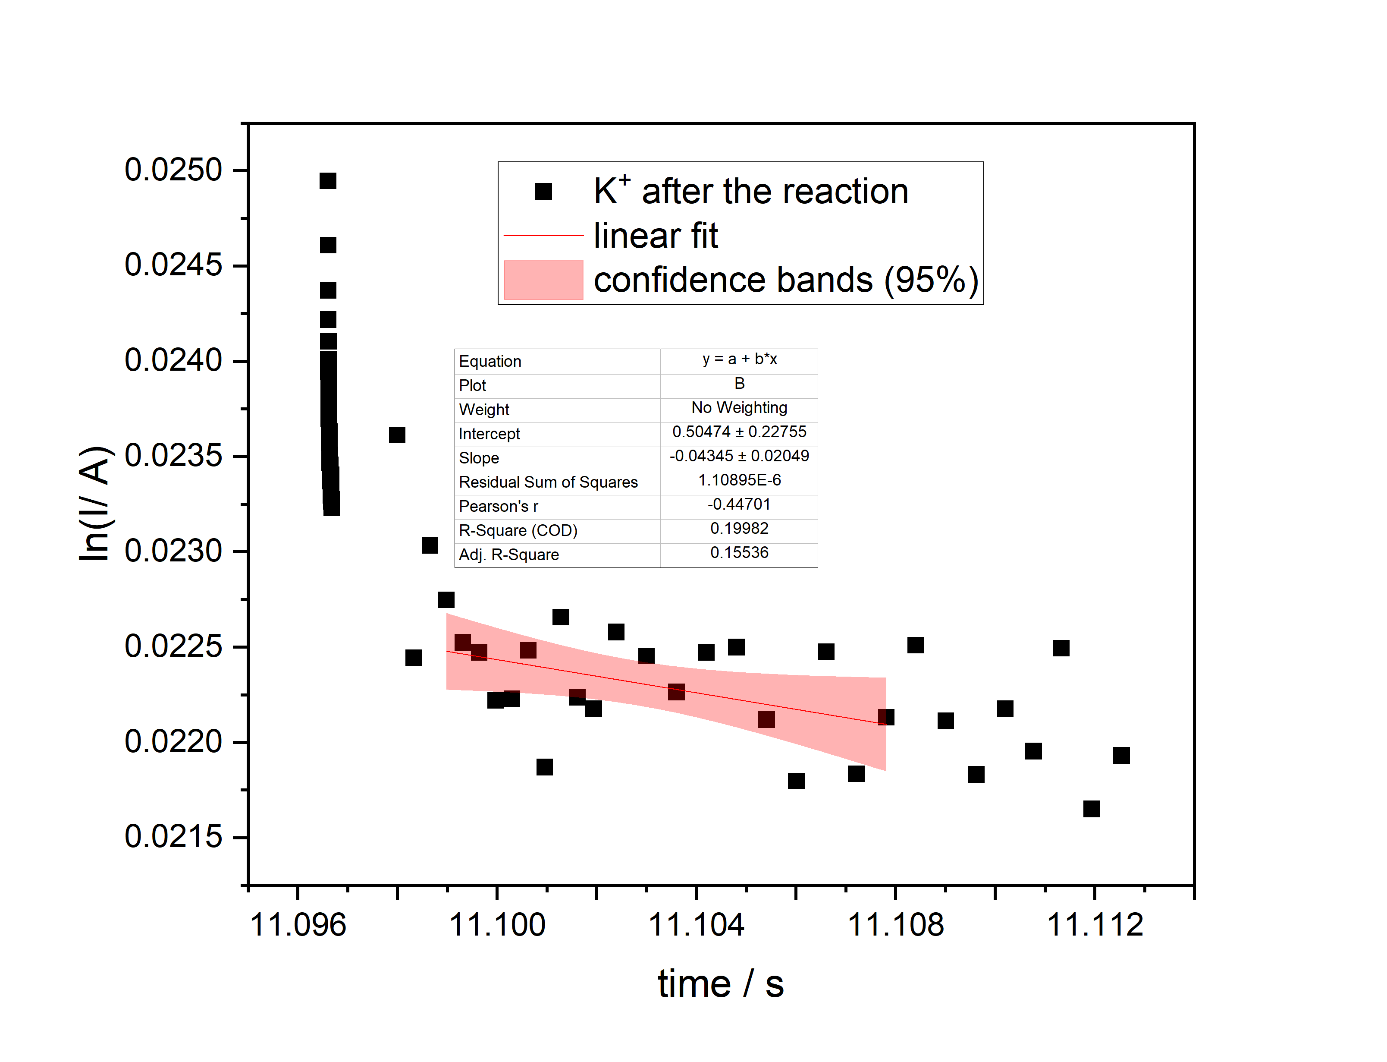 K⁺ after the reaction
linear fit
confidence bands (95%)
Equation y = a + b*x
Plot B
Weight No Weighting
Intercept 0.50474 ± 0.22755
Slope -0.04345 ± 0.02049
Residual Sum of Squares 1.10895E-6
Pearson's r -0.44701
R-Square (COD) 0.19982
Adj. R-Square 0.15536
ln(I/ A)
0.0250
0.0245
0.0240
0.0235
0.0230
0.0225
0.0220
0.0215
11.096 11.100 11.104 11.108 11.112
time / s